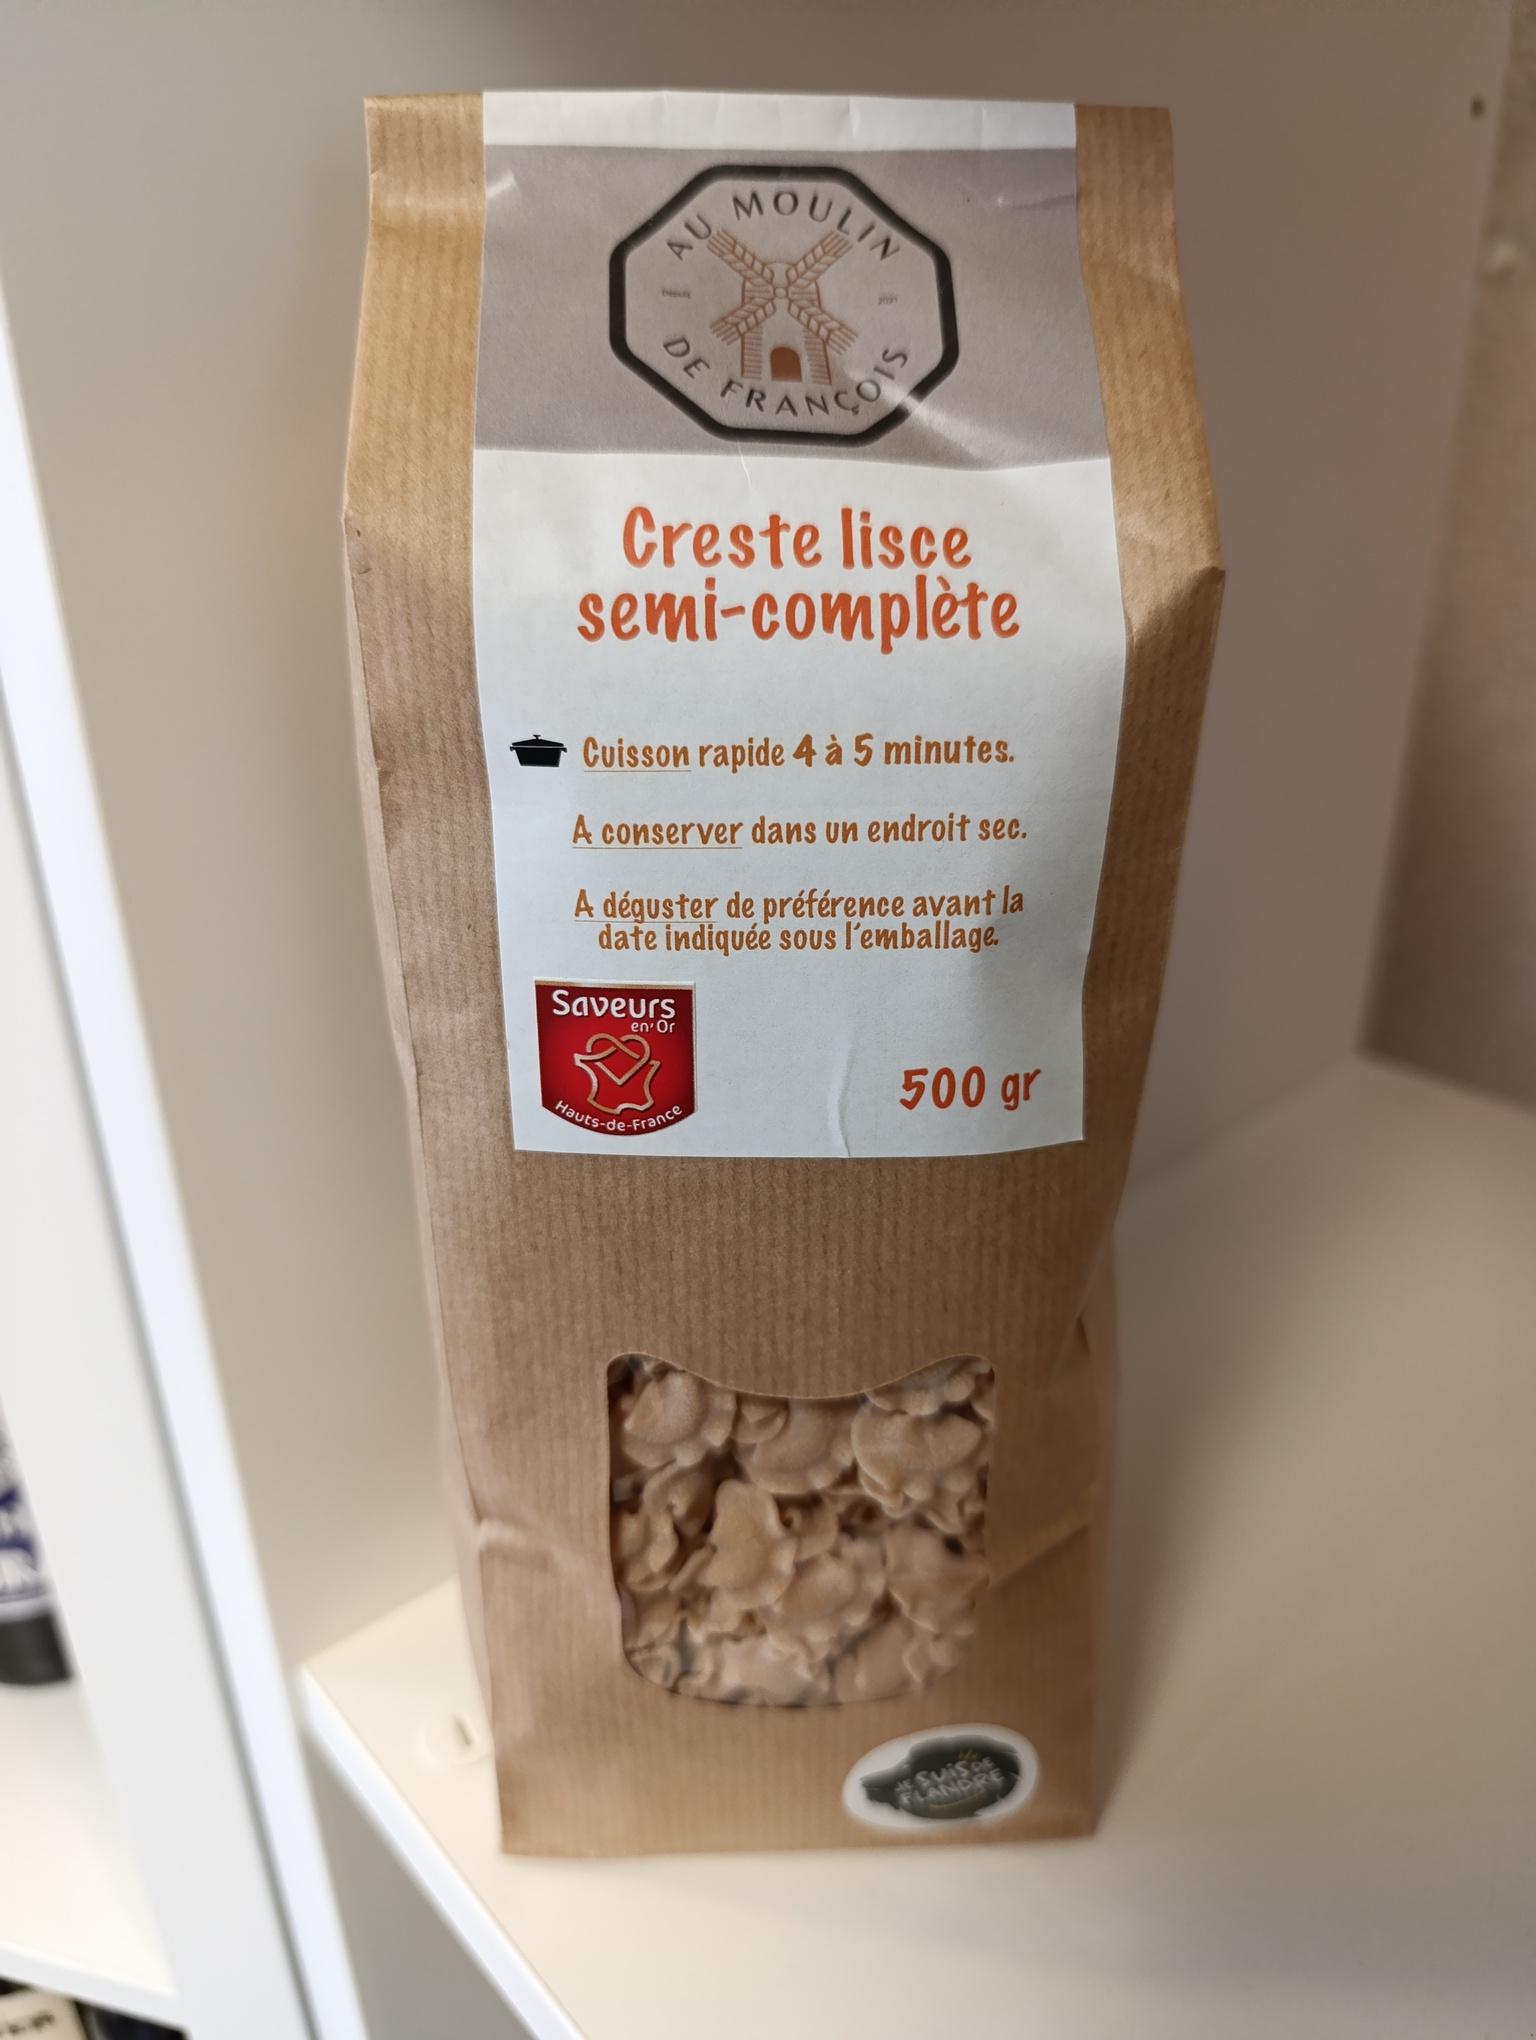 AU MOULIN
DEPUIS 2021
DE FRANÇOIS
Creste lisce
semi-complète
Cuisson rapide 4 à 5 minutes.
A conserver dans un endroit sec.
A déguster de préférence avant la
date indiquée sous l'emballage.
Saveurs
en'Or
Hauts-de-France
500 gr
JE SUIS DE
FLANDRE